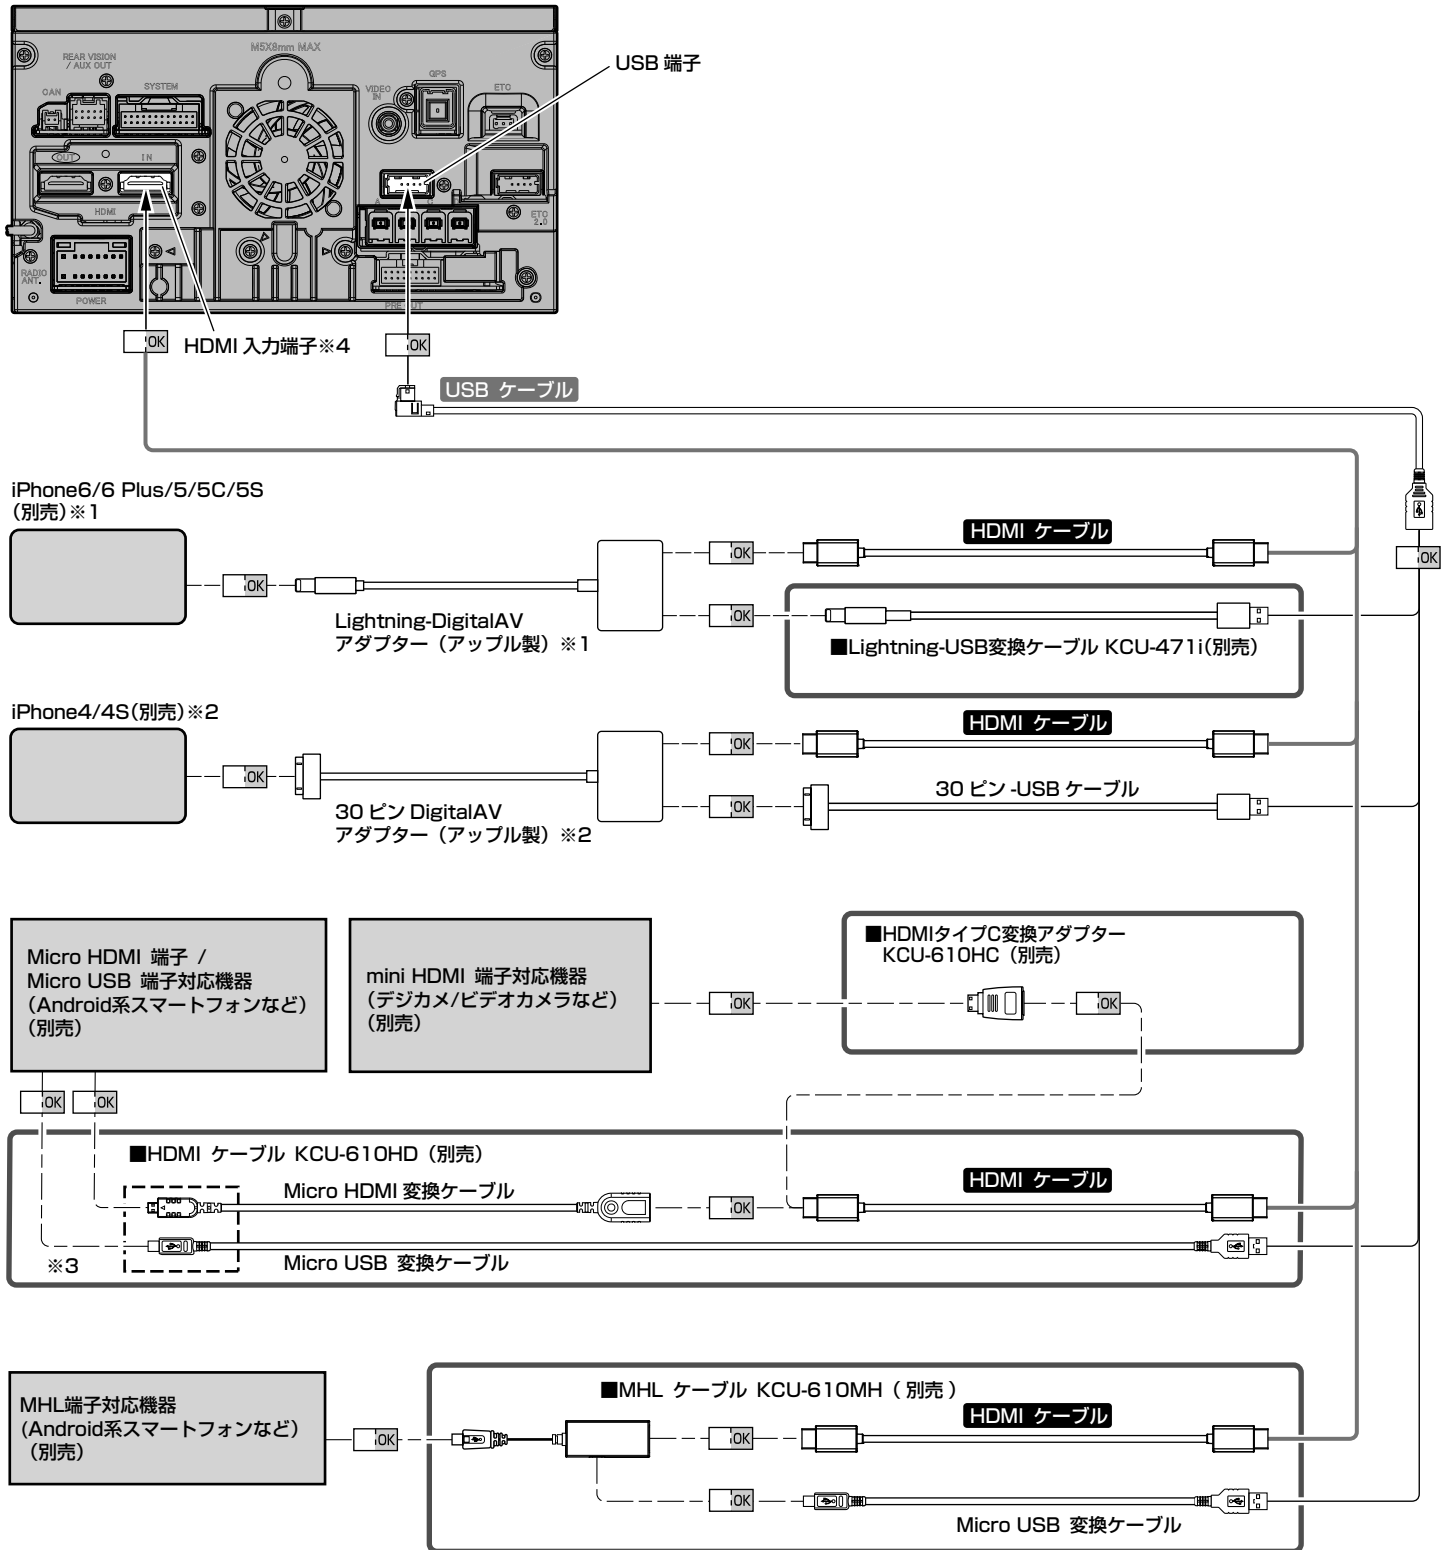 M5X8mm MAX
REAR VISION
/ AUX OUT
CAN
SYSTEM
VIDEO
IN
GPS
ETC
USB 端子
OUT
IN
HDMI
A
C
ETC
2.0
RADIO
ANT.
POWER
PRE OUT
OK
HDMI 入力端子※4
OK
USB ケーブル
iPhone6/6 Plus/5/5C/5S
(別売)※1
OK
Lightning-DigitalAV
アダプター（アップル製）※1
OK
HDMI ケーブル
OK
OK
■Lightning-USB変換ケーブル KCU-471i(別売)
iPhone4/4S(別売)※2
OK
30 ピン DigitalAV
アダプター（アップル製）※2
OK
HDMI ケーブル
OK
30 ピン -USB ケーブル
Micro HDMI 端子 /
Micro USB 端子対応機器
(Android系スマートフォンなど)
（別売）
mini HDMI 端子対応機器
(デジカメ/ビデオカメラなど)
（別売）
OK
■HDMIタイプC変換アダプター
KCU-610HC（別売）
OK
OK
OK
■HDMI ケーブル KCU-610HD（別売）
Micro HDMI 変換ケーブル
OK
HDMI ケーブル
※3
Micro USB 変換ケーブル
MHL端子対応機器
(Android系スマートフォンなど)
（別売）
OK
■MHL ケーブル KCU-610MH（ 別売 ）
OK
HDMI ケーブル
OK
Micro USB 変換ケーブル